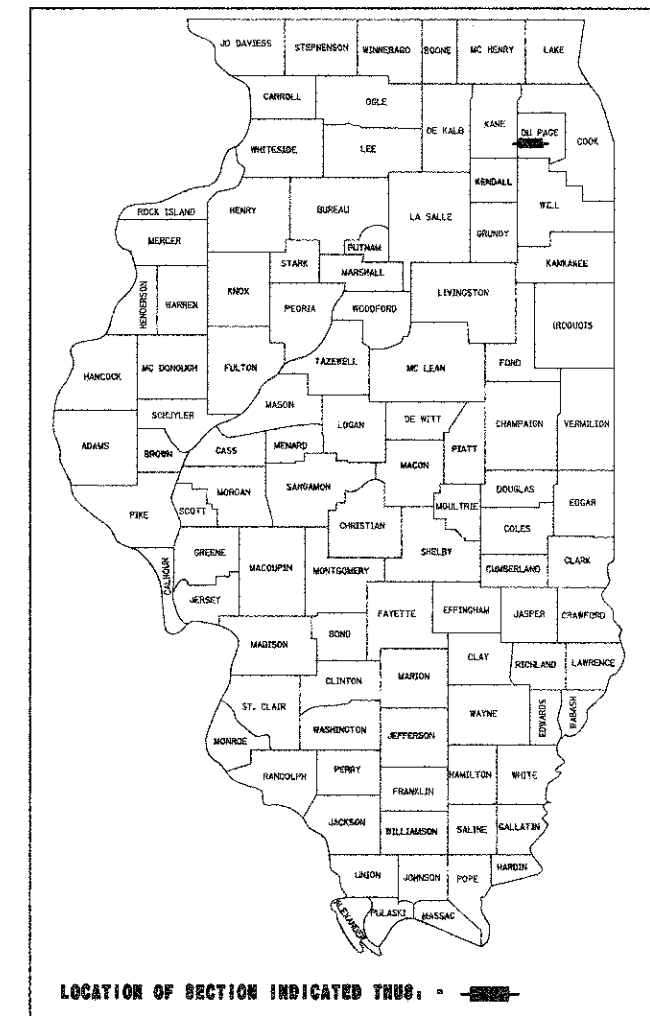 JO DAVIESS STEPHENSON WINNEBAGO BOONE MC HENRY LAKE
CARROLL OGLE DE KALB KANE DU PAGE COOK
WHITESIDE LEE
KENDALL WILL
ROCK ISLAND HENRY BUREAU LA SALLE GRUNDY
MERCER PUTNAM KANKAKEE
STARK MARSHALL
HENDERSON WARREN KNOX PEORIA WOODFORD LIVINGSTON IROQUOIS
HANCOCK MC DONOUGH FULTON TAZEWELL MC LEAN FORD
MASON
SCHUYLER LOGAN DE WITT CHAMPAIGN VERMILION
ADAMS BROWN CASS MENARD MACON PIATT
MORGAN SANGAMON DOUGLAS EDGAR
PIKE SCOTT CHRISTIAN MOULTRIE COLES
GREENE MACOUPIN MONTGOMERY SHELBY CUMBERLAND CLARK
CALHOUN JERSEY
FAYETTE EFFINGHAM JASPER CRAWFORD
MADISON BOND
CLAY RICHLAND LAWRENCE
CLINTON MARION
ST. CLAIR WAYNE EDWARDS WABASH
WASHINGTON JEFFERSON
MONROE
RANDOLPH PERRY HAMILTON WHITE
FRANKLIN
JACKSON WILLIAMSON SALINE GALLATIN
UNION JOHNSON POPE HARDIN
ALEXANDER PULASKI MASSAC
LOCATION OF SECTION INDICATED THUS: -